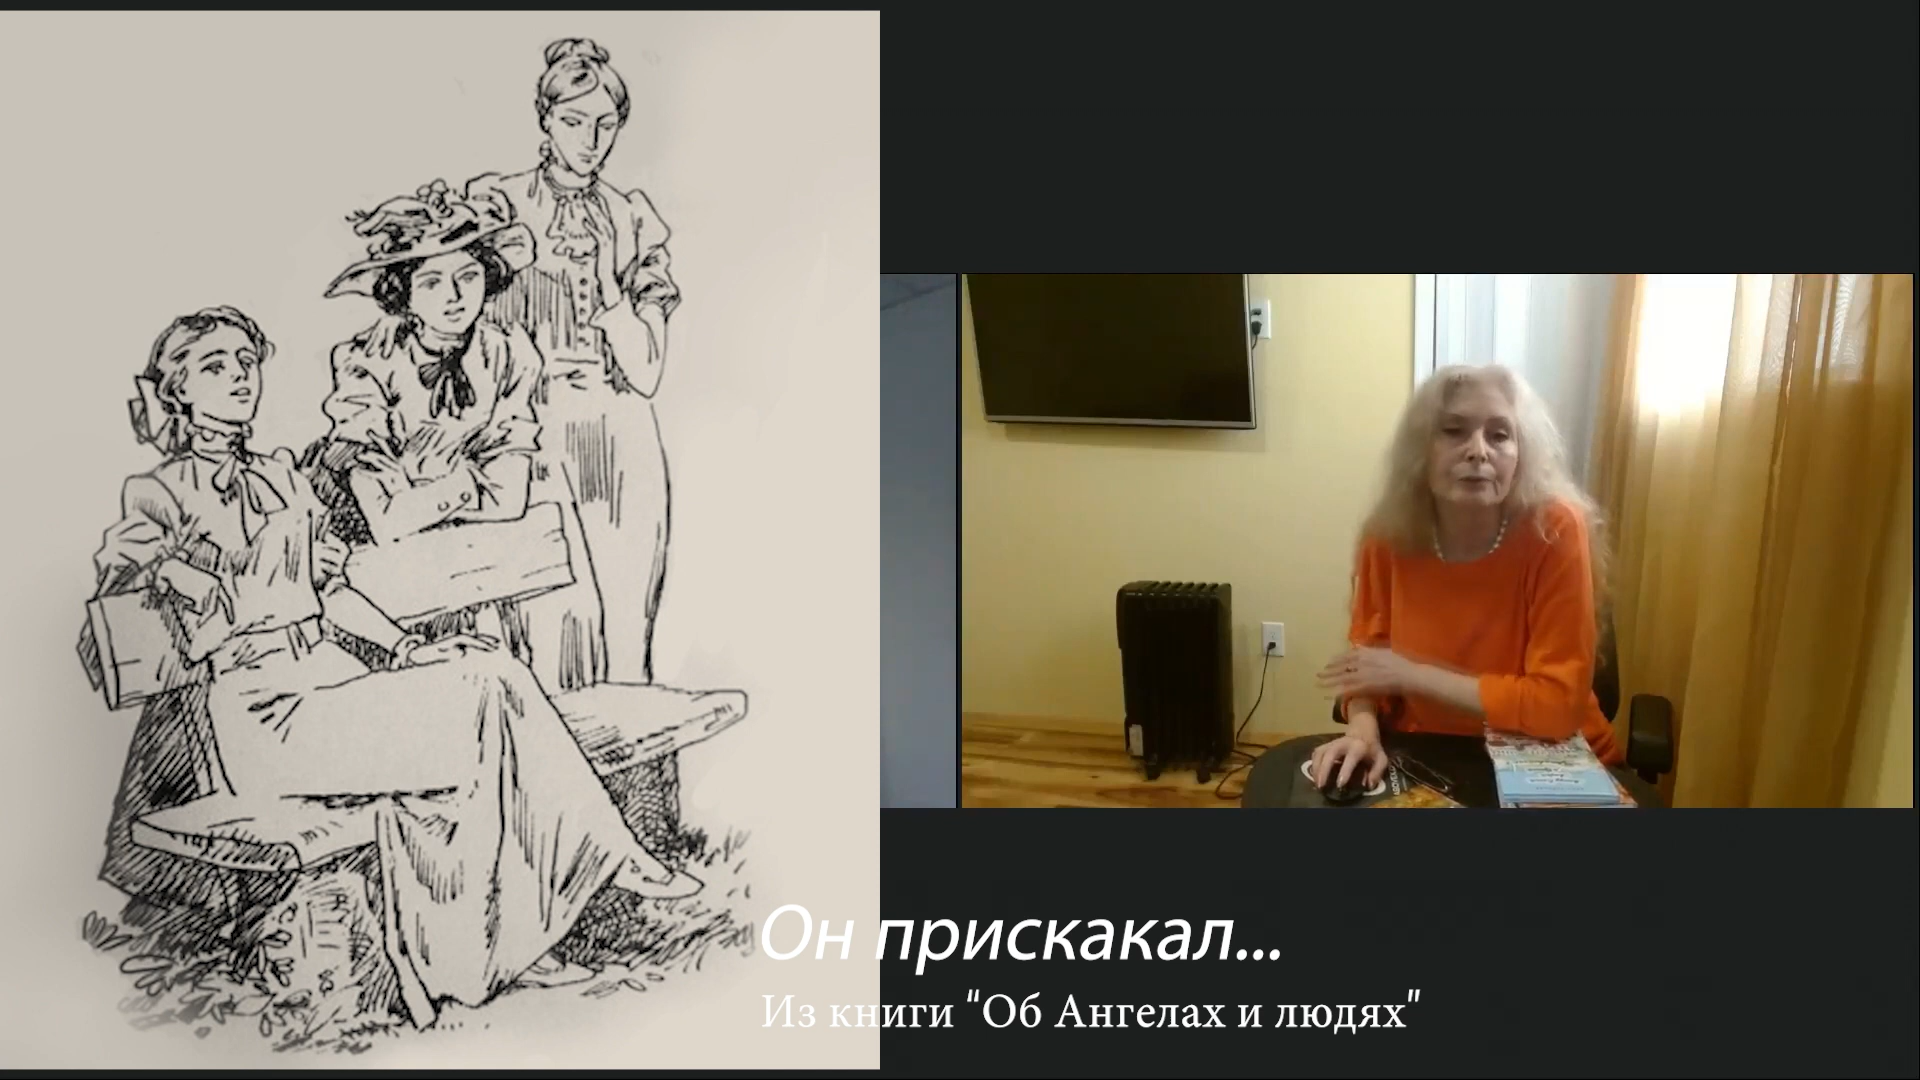 Он прискакал...
Из книги "Об Ангелах и людях"